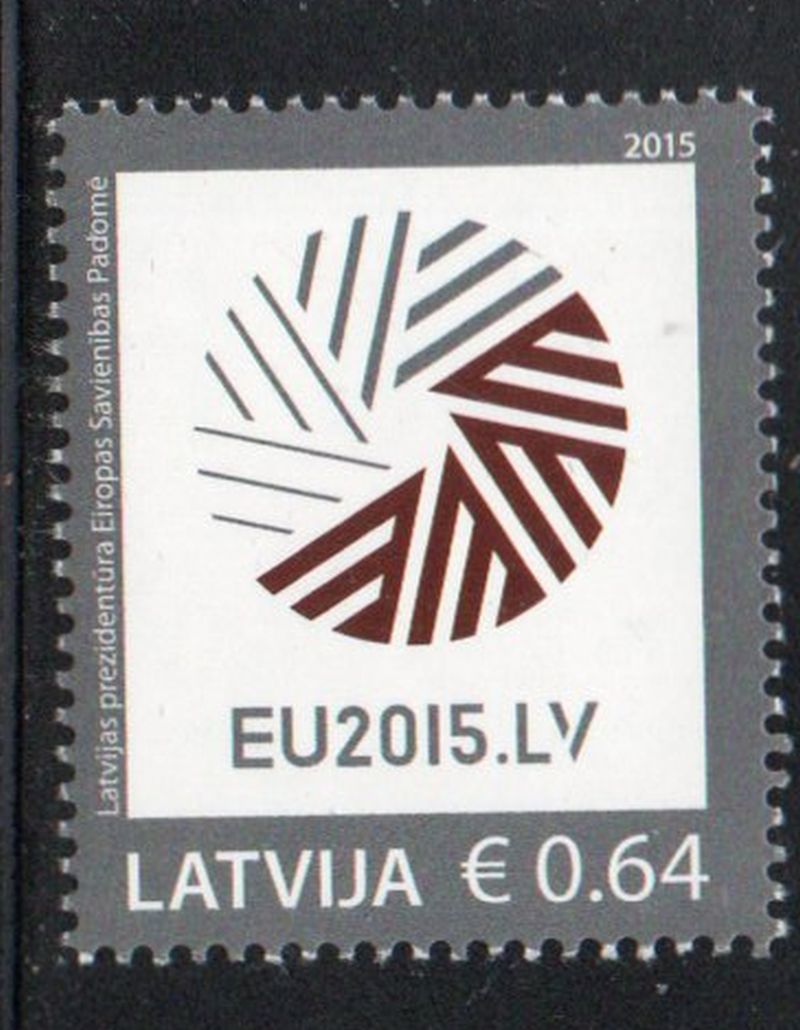 2015
Latvijas prezidentūra Eiropas Savienības Padomē
EU2015.LV
LATVIJA € 0.64